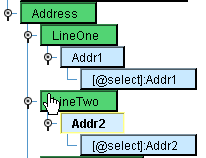 Address
LineOne
Addr1
[@select]:Addr1
LineTwo
Addr2
[@select]:Addr2